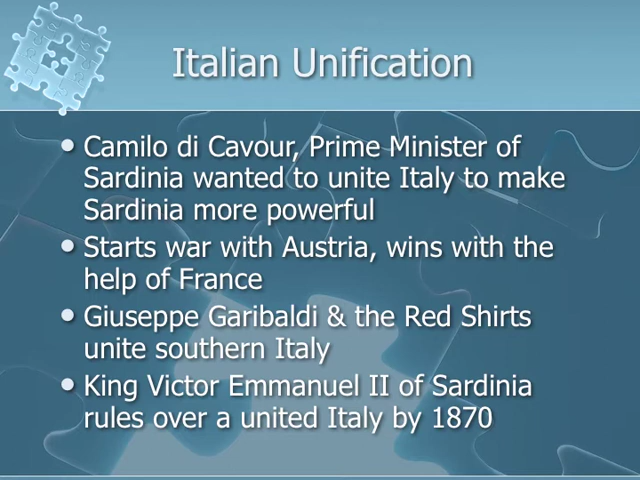 Italian Unification
• Camilo di Cavour, Prime Minister of
Sardinia wanted to unite Italy to make
Sardinia more powerful
• Starts war with Austria, wins with the
help of France
• Giuseppe Garibaldi & the Red Shirts
unite southern Italy
• King Victor Emmanuel II of Sardinia
rules over a united Italy by 1870